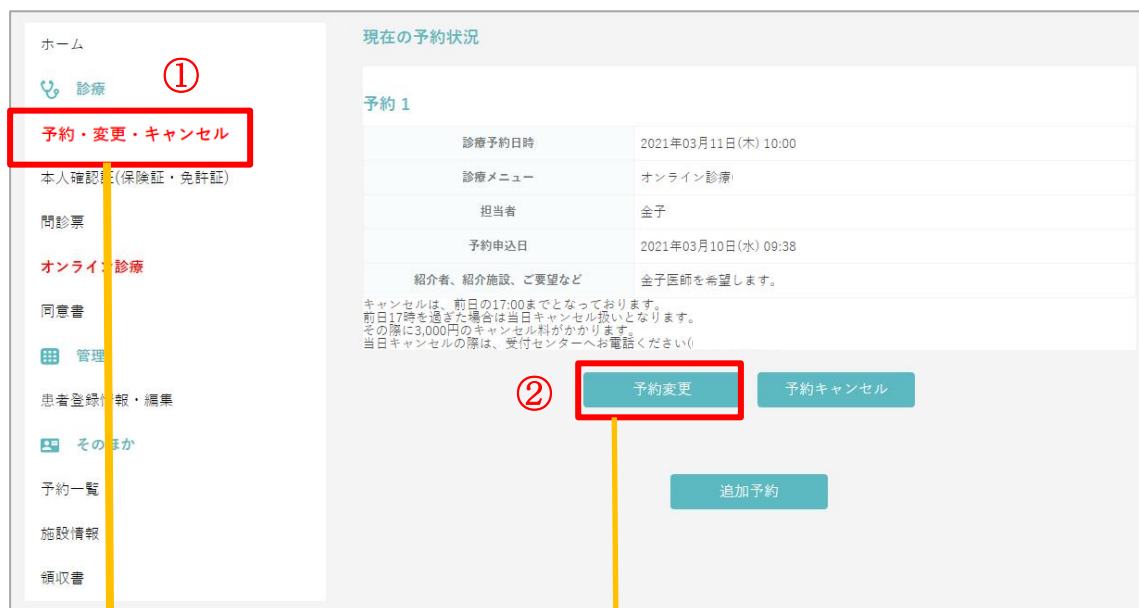 ホーム
診療
①
予約・変更・キャンセル
本人確認証(保険証・免許証)
問診票
オンライン診療
同意書
管理
患者登録情報・編集
そのほか
予約一覧
施設情報
領収書
現在の予約状況
予約 1
診療予約日時 2021年03月11日(木) 10:00
診療メニュー オンライン診療
担当者 金子
予約申込日 2021年03月10日(水) 09:38
紹介者、紹介施設、ご要望など 金子医師を希望します。
キャンセルは、前日の17:00までとなっております。
前日17時を過ぎた場合は当日キャンセル扱いとなります。
その際に3,000円のキャンセル料がかかります。
当日キャンセルの際は、受付センターへお電話ください(
②
予約変更 予約キャンセル
追加予約